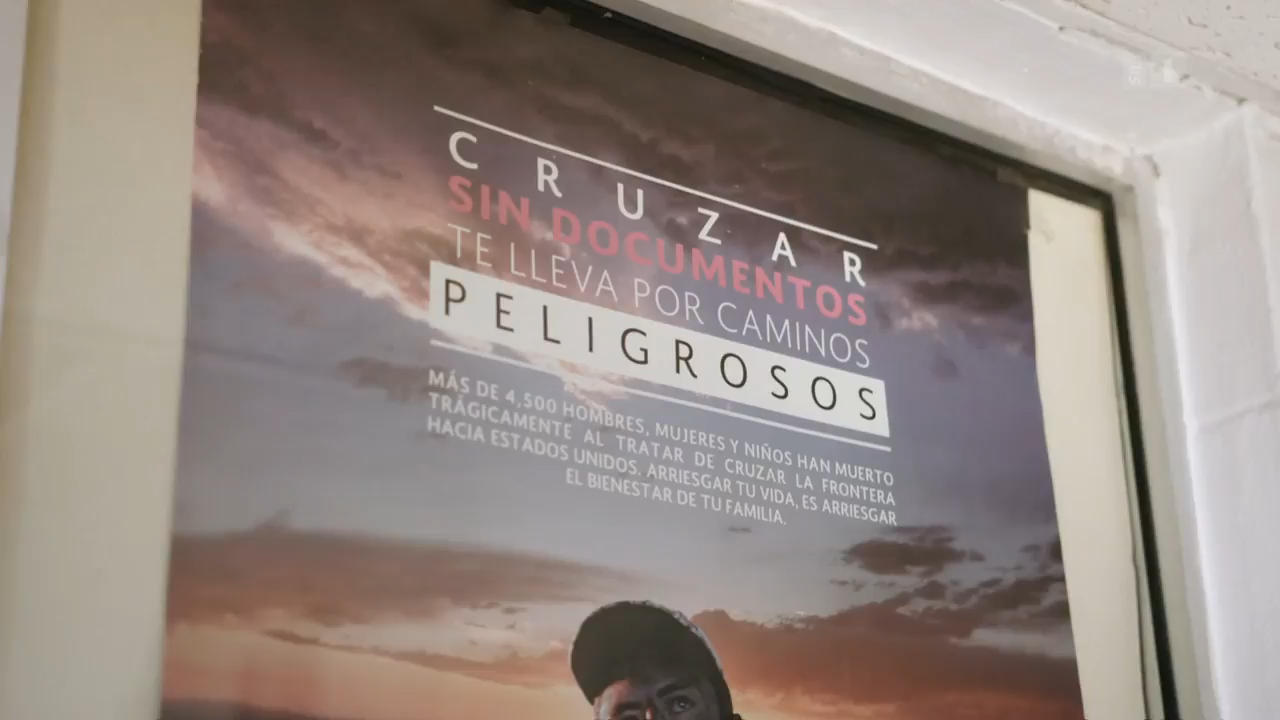 CRUZAR
SIN DOCUMENTOS
TE LLEVA POR CAMINOS
PELIGROSOS
MÁS DE 4,500 HOMBRES, MUJERES Y NIÑOS HAN MUERTO
TRÁGICAMENTE AL TRATAR DE CRUZAR LA FRONTERA
HACIA ESTADOS UNIDOS. ARRIESGAR TU VIDA, ES ARRIESGAR
EL BIENESTAR DE TU FAMILIA.